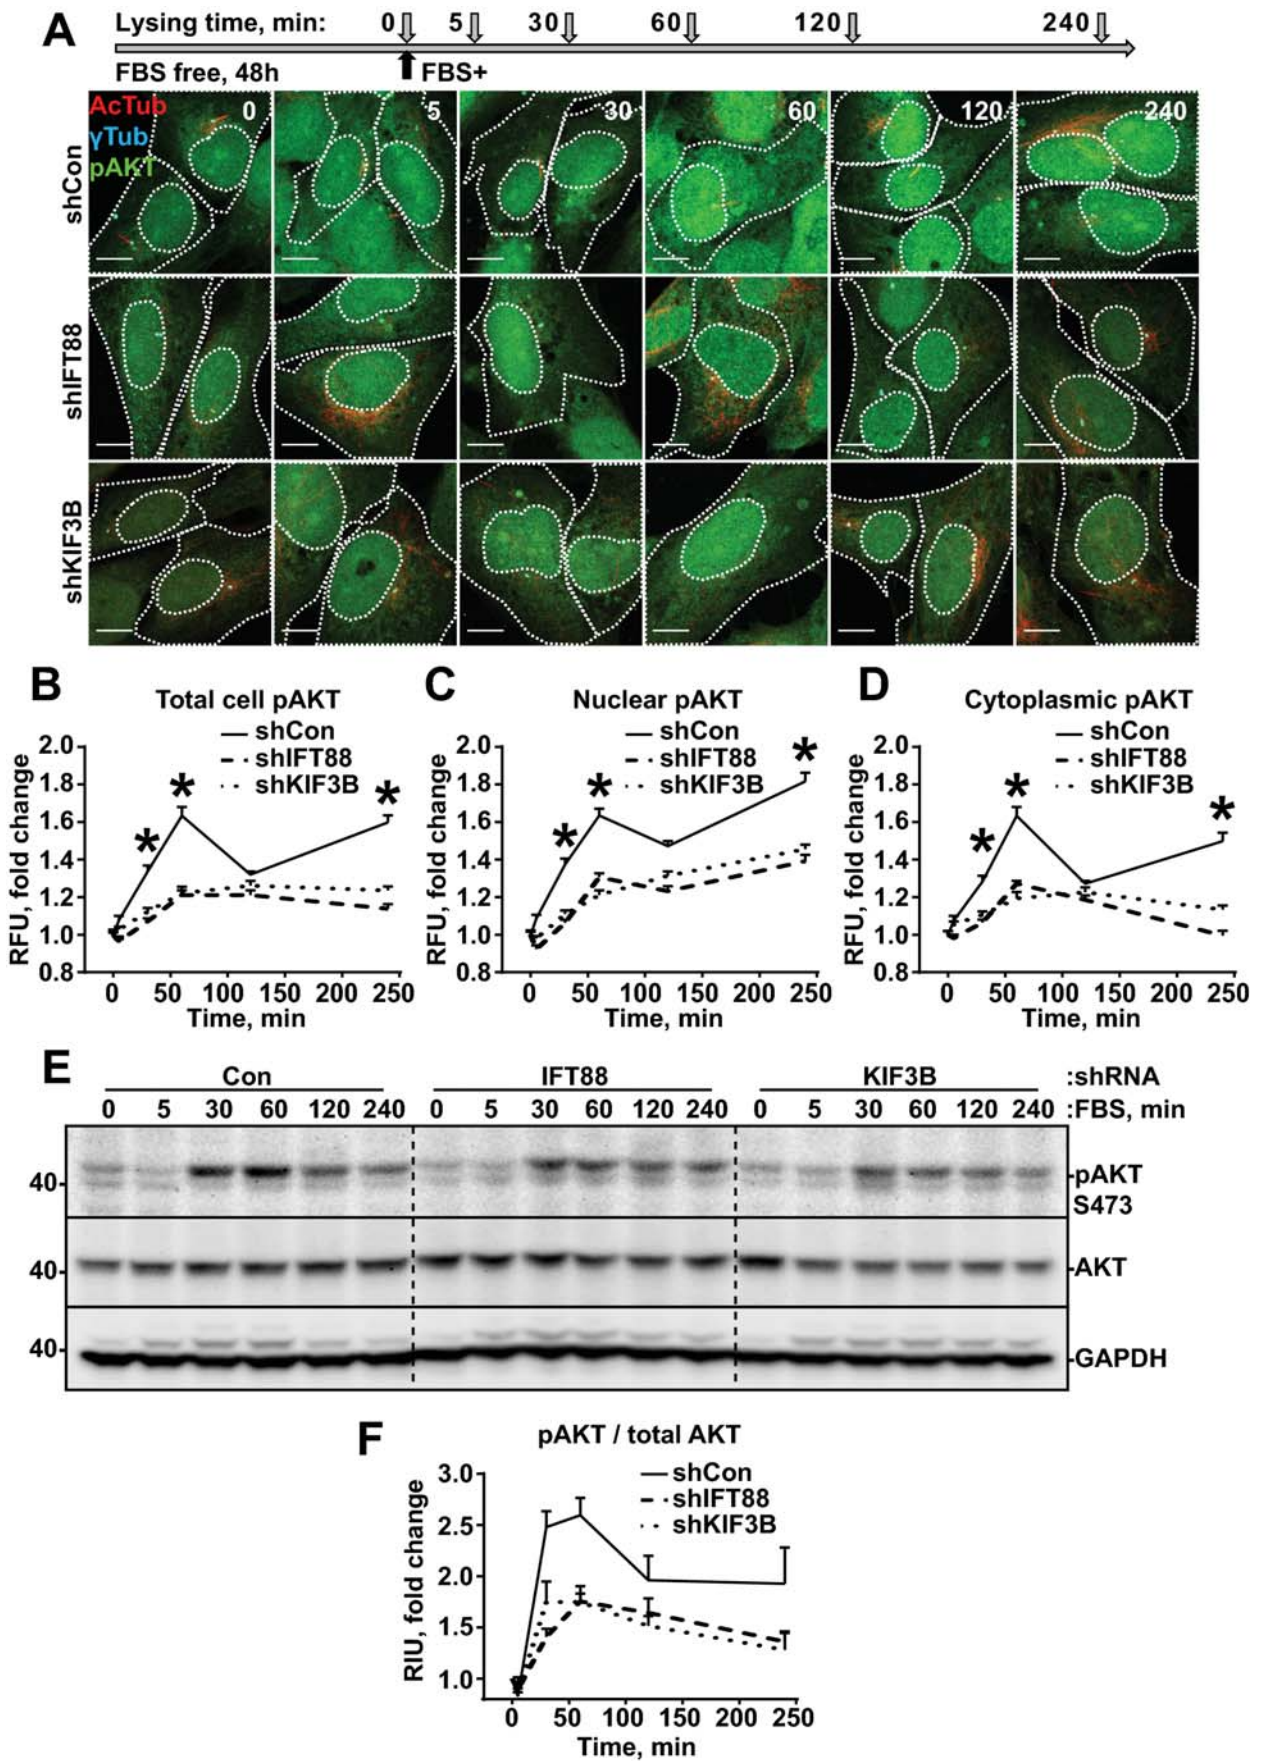 A
Lysing time, min: 0 5 30 60 120 240
FBS free, 48h FBS+
AcTub
γTub
pAKT
0 5 30 60 120 240
shCon
shIFT88
shKIF3B
B
Total cell pAKT
shCon
shIFT88
shKIF3B
* * *
RFU, fold change
2.0
1.8
1.6
1.4
1.2
1.0
0.8
0 50 100 150 200 250
Time, min
C
Nuclear pAKT
shCon
shIFT88
shKIF3B
* * *
RFU, fold change
2.0
1.8
1.6
1.4
1.2
1.0
0.8
0 50 100 150 200 250
Time, min
D
Cytoplasmic pAKT
shCon
shIFT88
shKIF3B
* * *
RFU, fold change
2.0
1.8
1.6
1.4
1.2
1.0
0.8
0 50 100 150 200 250
Time, min
E
Con IFT88 KIF3B :shRNA
0 5 30 60 120 240 0 5 30 60 120 240 0 5 30 60 120 240 :FBS, min
40 pAKT
S473
40 AKT
40 GAPDH
F
pAKT / total AKT
shCon
shIFT88
shKIF3B
RIU, fold change
3.0
2.5
2.0
1.5
1.0
0 50 100 150 200 250
Time, min